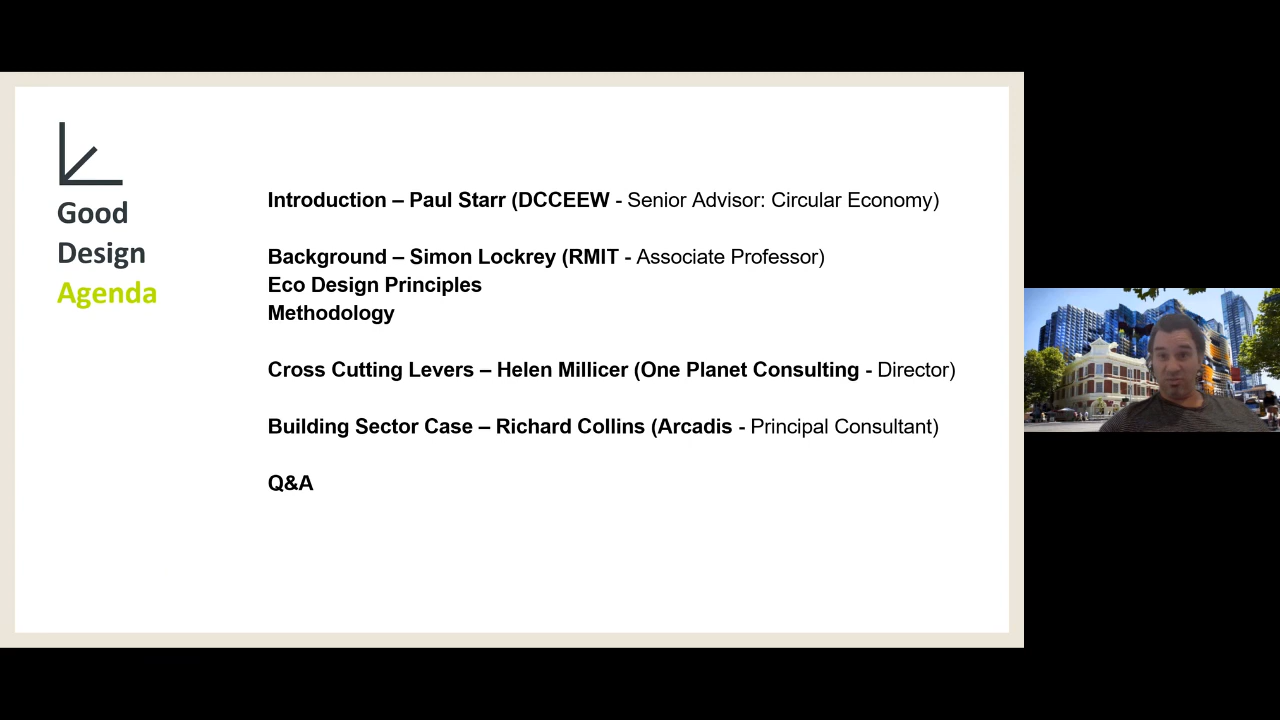 Good
Design
Agenda
Introduction – Paul Starr (DCCEEW - Senior Advisor: Circular Economy)
Background – Simon Lockrey (RMIT - Associate Professor)
Eco Design Principles
Methodology
Cross Cutting Levers – Helen Millicer (One Planet Consulting - Director)
Building Sector Case – Richard Collins (Arcadis - Principal Consultant)
Q&A